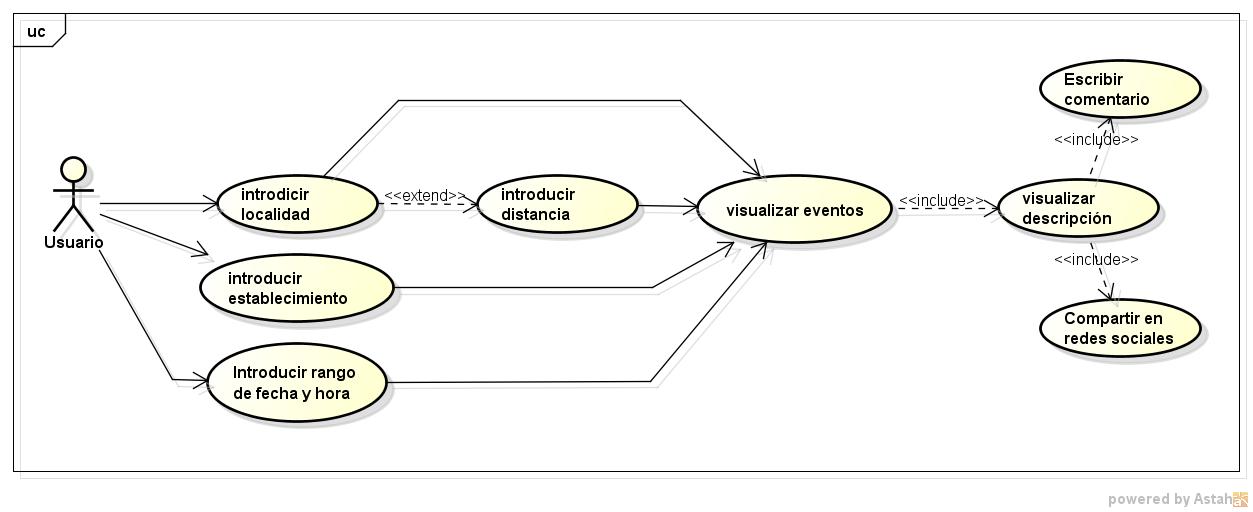 uc
Escribir
comentario
<<include>>
introdicir
localidad
<<extend>>
introducir
distancia
visualizar eventos
<<include>>
visualizar
descripción
Usuario
<<include>>
introducir
establecimiento
Compartir en
redes sociales
Introducir rango
de fecha y hora
powered by Astah